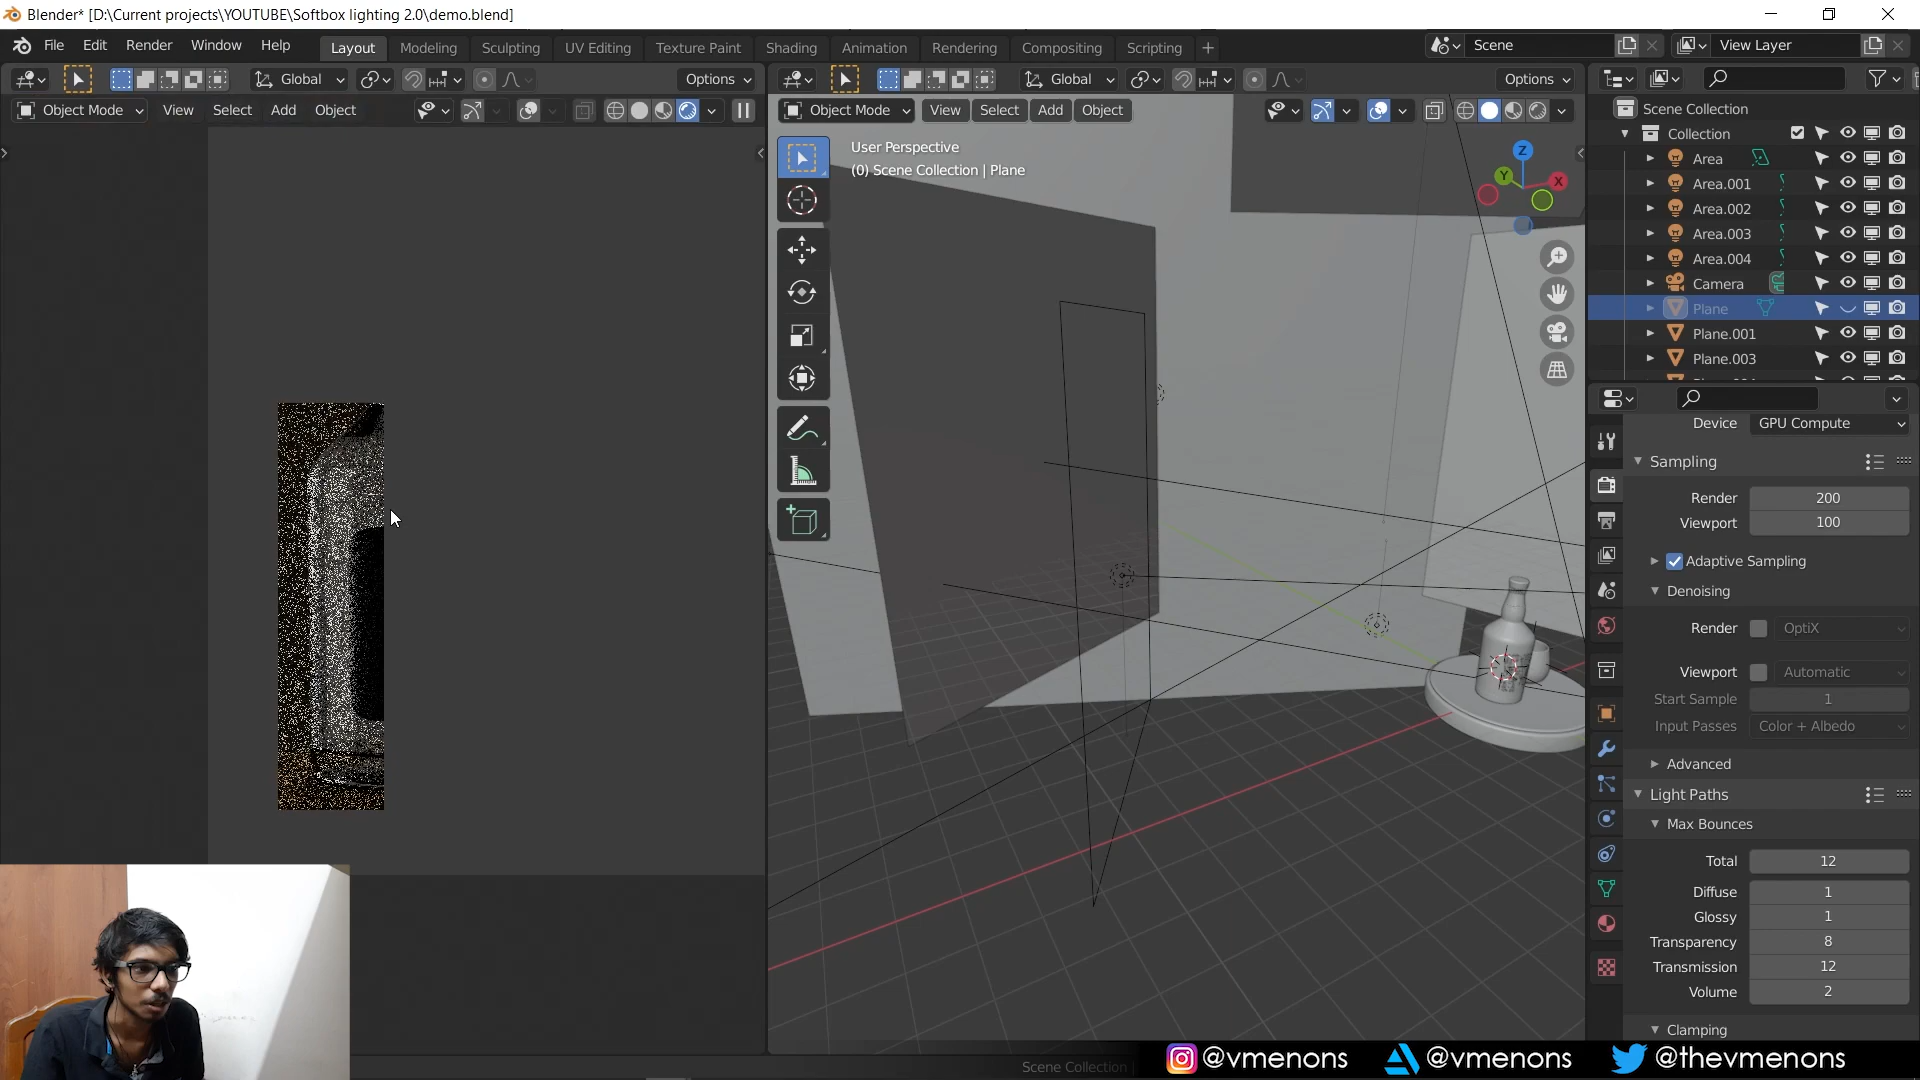 Blender* [D:\Current projects\YOUTUBE\Softbox lighting 2.0\demo.blend]
File Edit Render Window Help Layout Modeling Sculpting UV Editing Texture Paint Shading Animation Rendering Compositing Scripting + Scene View Layer
Global Options Global Options
Object Mode View Select Add Object Object Mode View Select Add Object
Scene Collection
Collection
User Perspective
(0) Scene Collection | Plane
Z
Y
X
Area
Area.001
Area.002
Area.003
Area.004
Camera
Plane
Plane.001
Plane.003
Device GPU Compute
Sampling
Render 200
Viewport 100
Adaptive Sampling
Denoising
Render OptiX
Viewport Automatic
Start Sample 1
Input Passes Color + Albedo
Advanced
Light Paths
Max Bounces
Total 12
Diffuse 1
Glossy 1
Transparency 8
Transmission 12
Volume 2
Clamping
Scene Collection |
@vmenons @vmenons @thevmenons